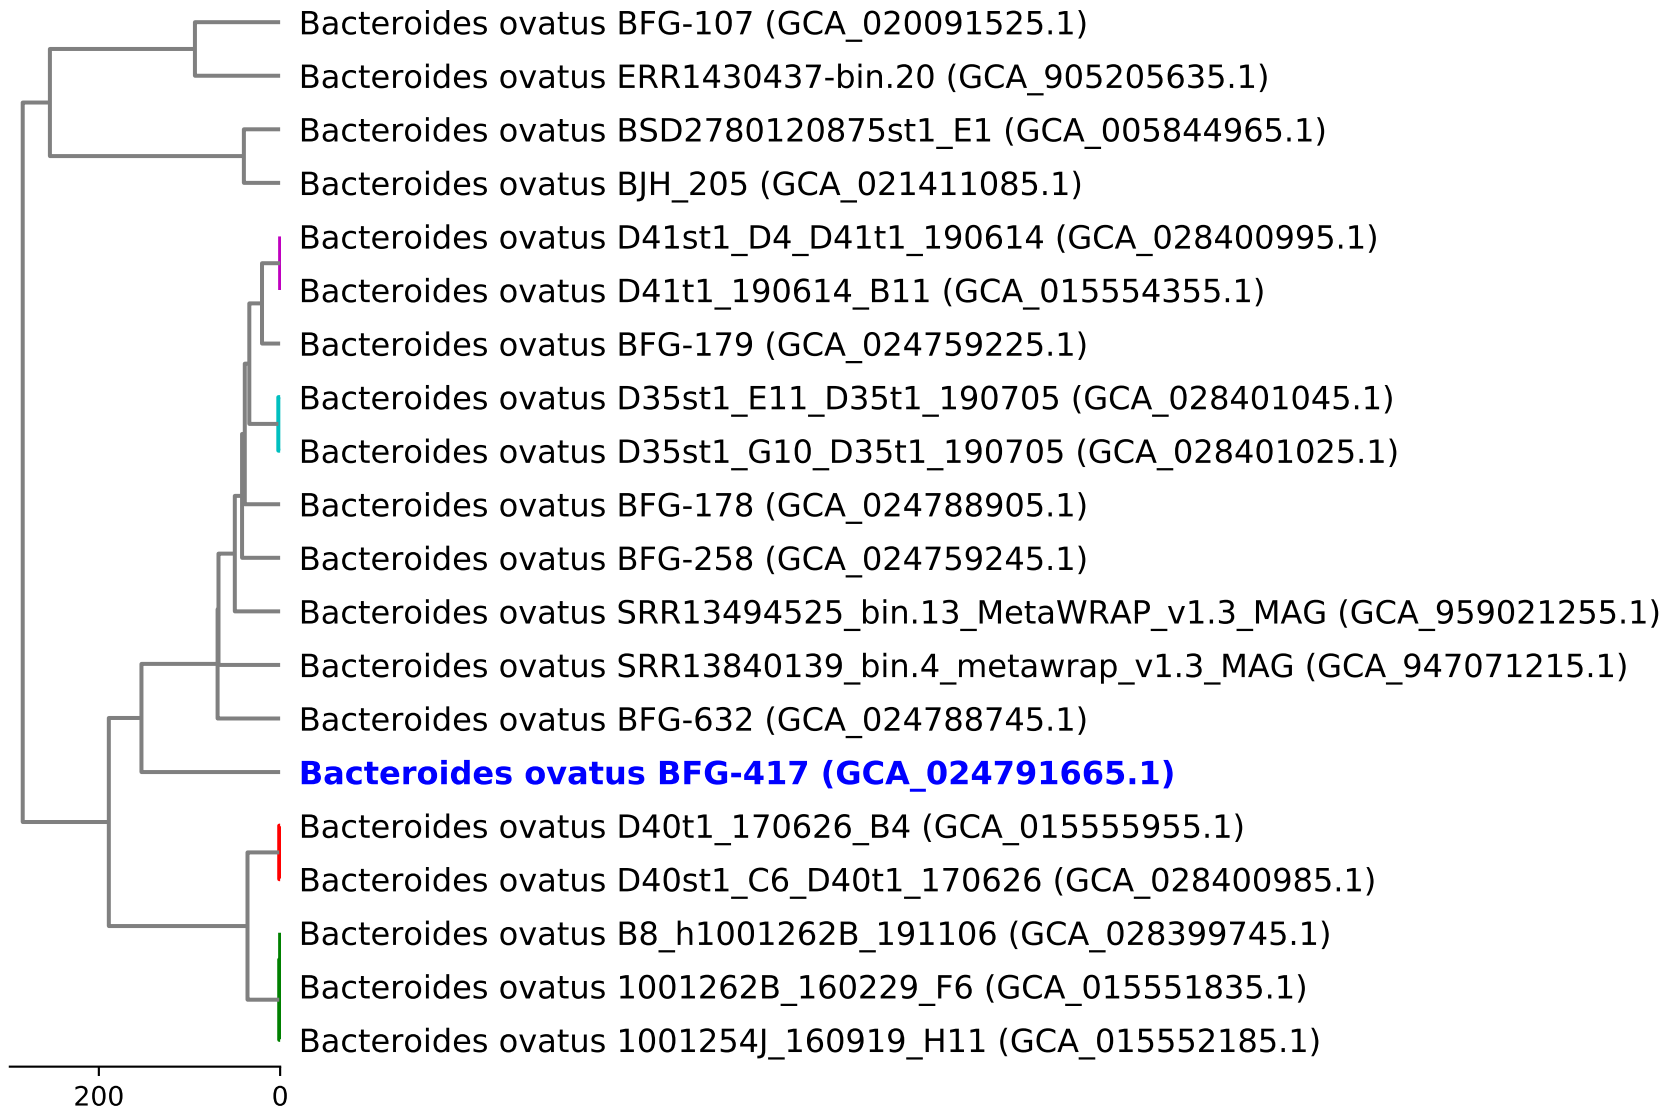 Bacteroides ovatus BFG-107 (GCA_020091525.1)
Bacteroides ovatus ERR1430437-bin.20 (GCA_905205635.1)
Bacteroides ovatus BSD2780120875st1_E1 (GCA_005844965.1)
Bacteroides ovatus BJH_205 (GCA_021411085.1)
Bacteroides ovatus D41st1_D4_D41t1_190614 (GCA_028400995.1)
Bacteroides ovatus D41t1_190614_B11 (GCA_015554355.1)
Bacteroides ovatus BFG-179 (GCA_024759225.1)
Bacteroides ovatus D35st1_E11_D35t1_190705 (GCA_028401045.1)
Bacteroides ovatus D35st1_G10_D35t1_190705 (GCA_028401025.1)
Bacteroides ovatus BFG-178 (GCA_024788905.1)
Bacteroides ovatus BFG-258 (GCA_024759245.1)
Bacteroides ovatus SRR13494525_bin.13_MetaWRAP_v1.3_MAG (GCA_959021255.1)
Bacteroides ovatus SRR13840139_bin.4_metawrap_v1.3_MAG (GCA_947071215.1)
Bacteroides ovatus BFG-632 (GCA_024788745.1)
Bacteroides ovatus BFG-417 (GCA_024791665.1)
Bacteroides ovatus D40t1_170626_B4 (GCA_015555955.1)
Bacteroides ovatus D40st1_C6_D40t1_170626 (GCA_028400985.1)
Bacteroides ovatus B8_h1001262B_191106 (GCA_028399745.1)
Bacteroides ovatus 1001262B_160229_F6 (GCA_015551835.1)
Bacteroides ovatus 1001254J_160919_H11 (GCA_015552185.1)
200 0